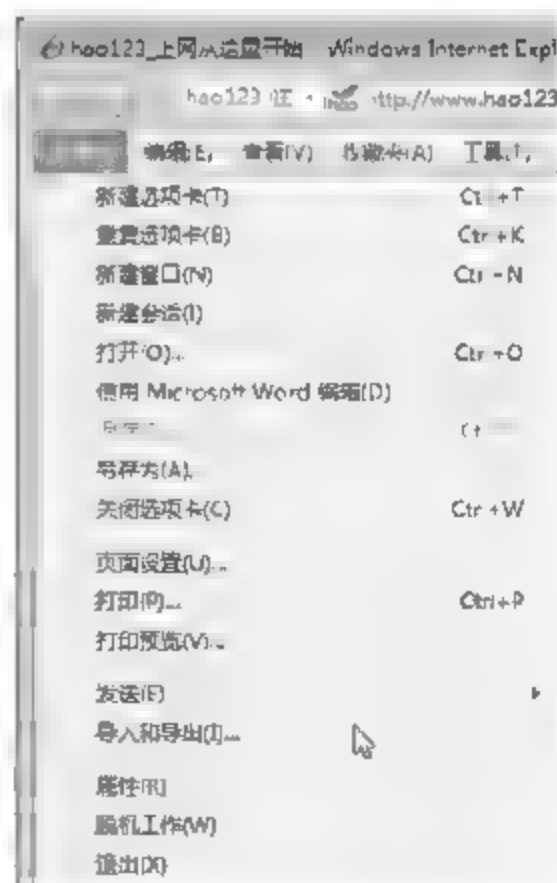 hao123_上网从这里开始 Windows Internet Expl
hao123 http://www.hao123
编辑(E) 查看(V) 收藏夹(A) 工具(T)
新建选项卡(T) Ctrl+T
重复选项卡(B) Ctrl+K
新建窗口(N) Ctrl+N
新建会话(I)
打开(O)... Ctrl+O
使用 Microsoft Word 编辑(D)
另存为(A)...
关闭选项卡(C) Ctrl+W
页面设置(U)...
打印(P)... Ctrl+P
打印预览(V)...
发送(E)
导入和导出(I)...
属性(R)
脱机工作(W)
退出(X)